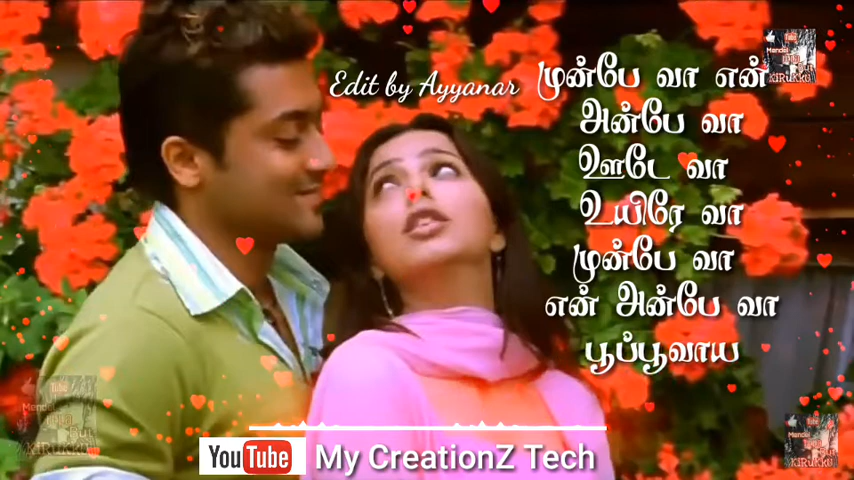 Edit by Ayyanar
முன்பே வா என்
அன்பே வா
ஊடே வா
உயிரே வா
முன்பே வா
என் அன்பே வா
பூப்பூவாய
YouTube My CreationZ Tech